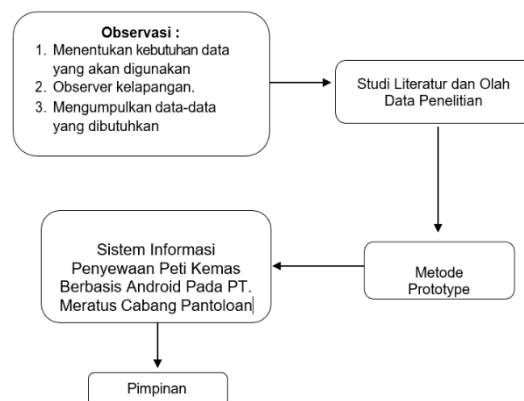 Observasi :
1. Menentukan kebutuhan data
yang akan digunakan
2. Observer kelapangan.
3. Mengumpulkan data-data
yang dibutuhkan
Studi Literatur dan Olah
Data Penelitian
Metode
Prototype
Sistem Informasi
Penyewaan Peti Kemas
Berbasis Android Pada PT.
Meratus Cabang Pantoloan
Pimpinan